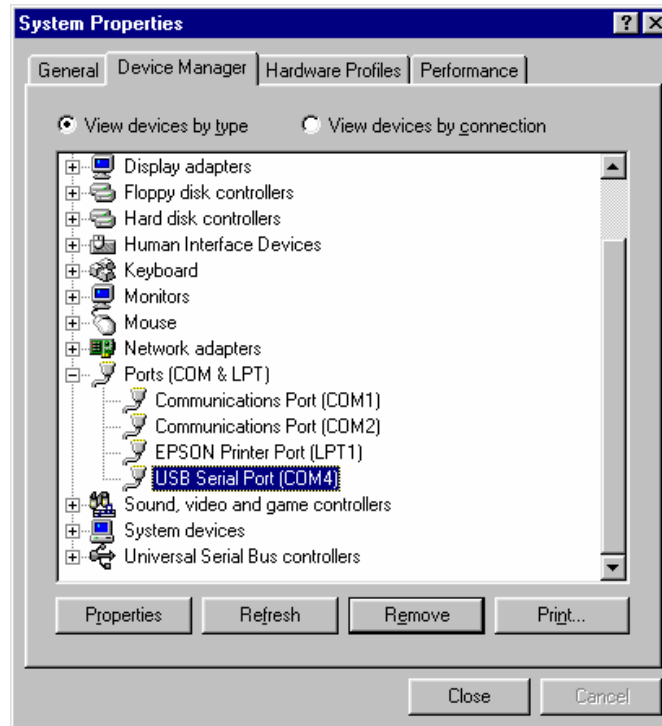 System Properties
General Device Manager Hardware Profiles Performance
View devices by type View devices by connection
Display adapters
Floppy disk controllers
Hard disk controllers
Human Interface Devices
Keyboard
Monitors
Mouse
Network adapters
Ports (COM & LPT)
Communications Port (COM1)
Communications Port (COM2)
EPSON Printer Port (LPT1)
USB Serial Port (COM4)
Sound, video and game controllers
System devices
Universal Serial Bus controllers
Properties Refresh Remove Print...
Close Cancel